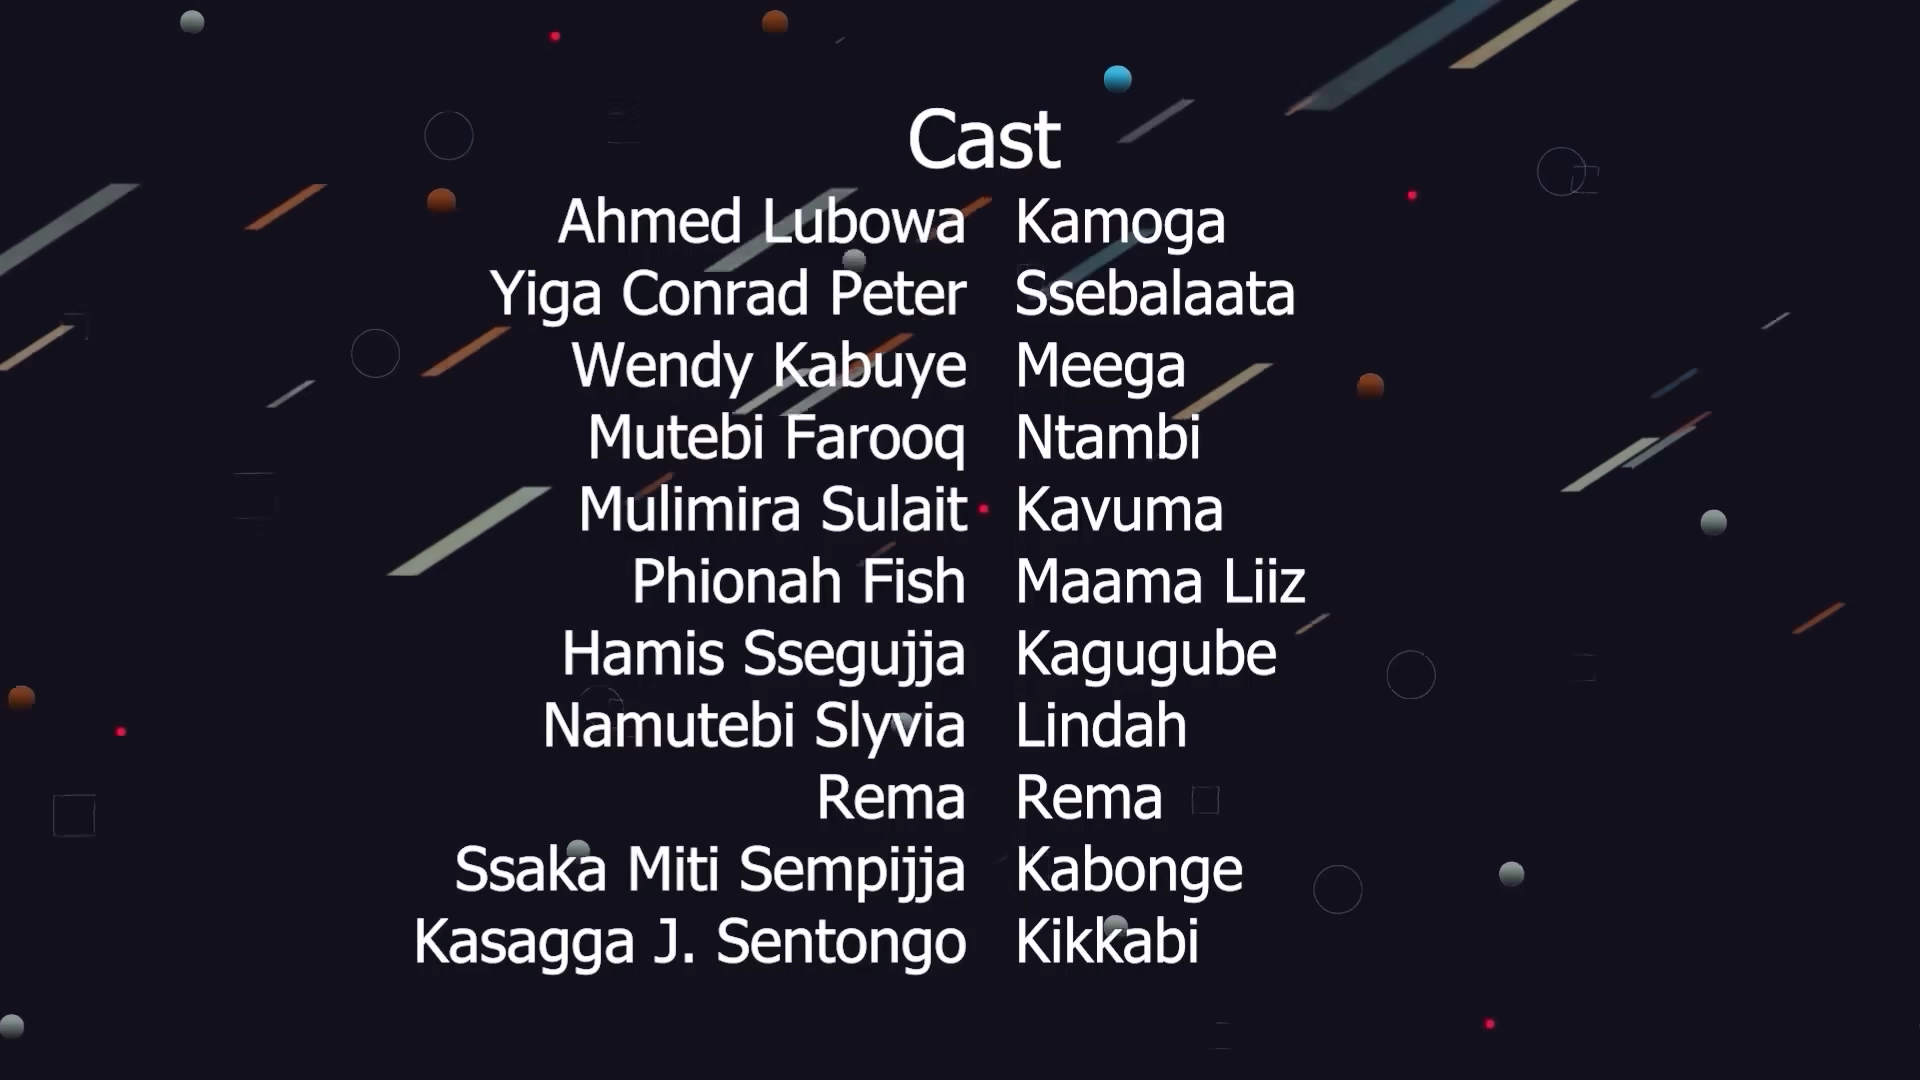 Cast
Ahmed Lubowa Kamoga
Yiga Conrad Peter Ssebalaata
Wendy Kabuye Meega
Mutebi Farooq Ntambi
Mulimira Sulait Kavuma
Phionah Fish Maama Liiz
Hamis Ssegujja Kagugube
Namutebi Slyvia Lindah
Rema Rema
Ssaka Miti Sempijja Kabonge
Kasagga J. Sentongo Kikkabi